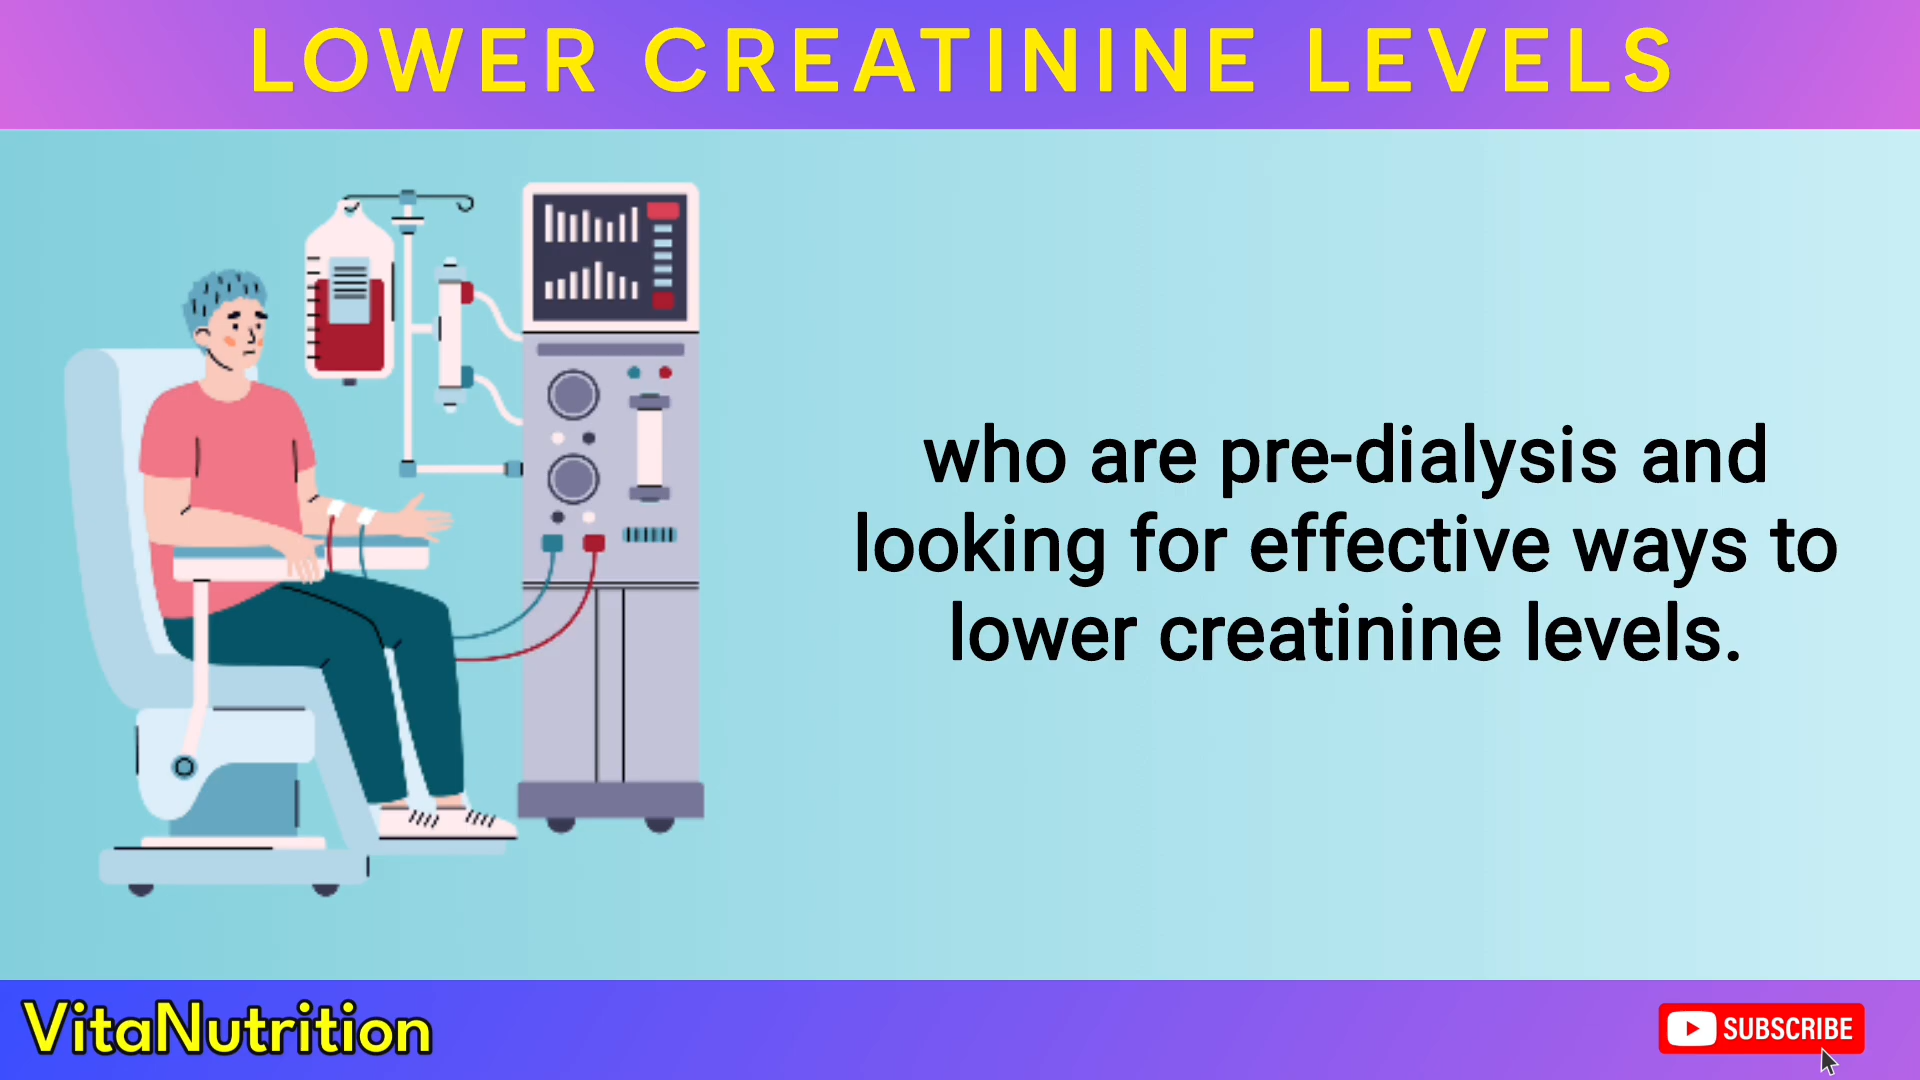 LOWER CREATININE LEVELS
who are pre-dialysis and
looking for effective ways to
lower creatinine levels.
VitaNutrition
SUBSCRIBE